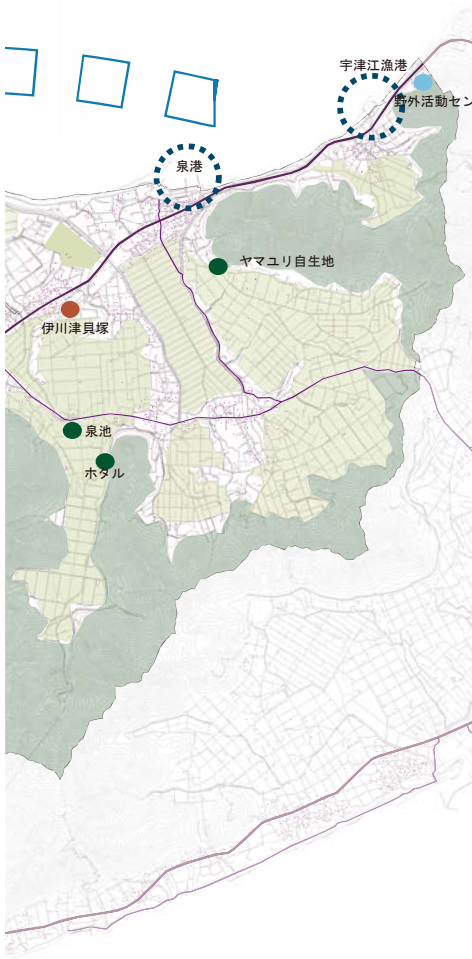 宇津江漁港
野外活動セン
泉港
ヤマユリ自生地
伊川津貝塚
泉池
ホタル